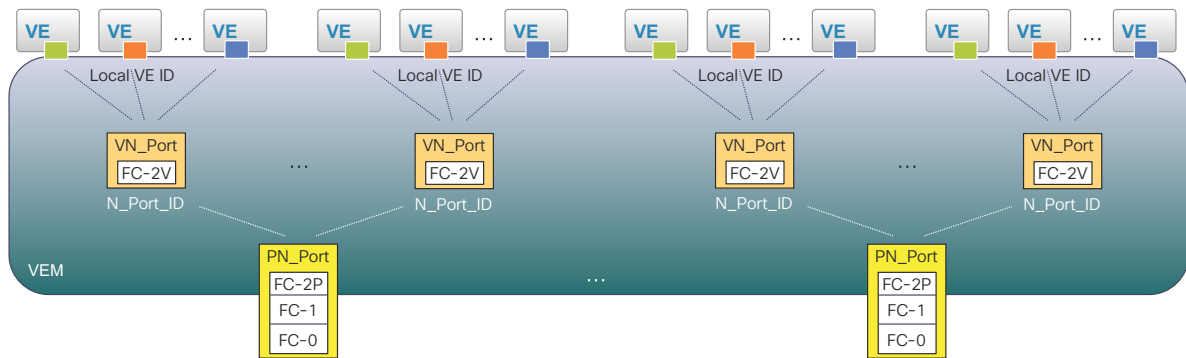 VE VE ... VE VE VE ... VE VE VE ... VE VE VE ... VE
Local VE ID Local VE ID Local VE ID Local VE ID
VN_Port VN_Port VN_Port VN_Port
... ...
FC-2V FC-2V FC-2V FC-2V
N_Port_ID N_Port_ID N_Port_ID N_Port_ID
PN_Port PN_Port
VEM ...
FC-2P FC-2P
FC-1 FC-1
FC-0 FC-0